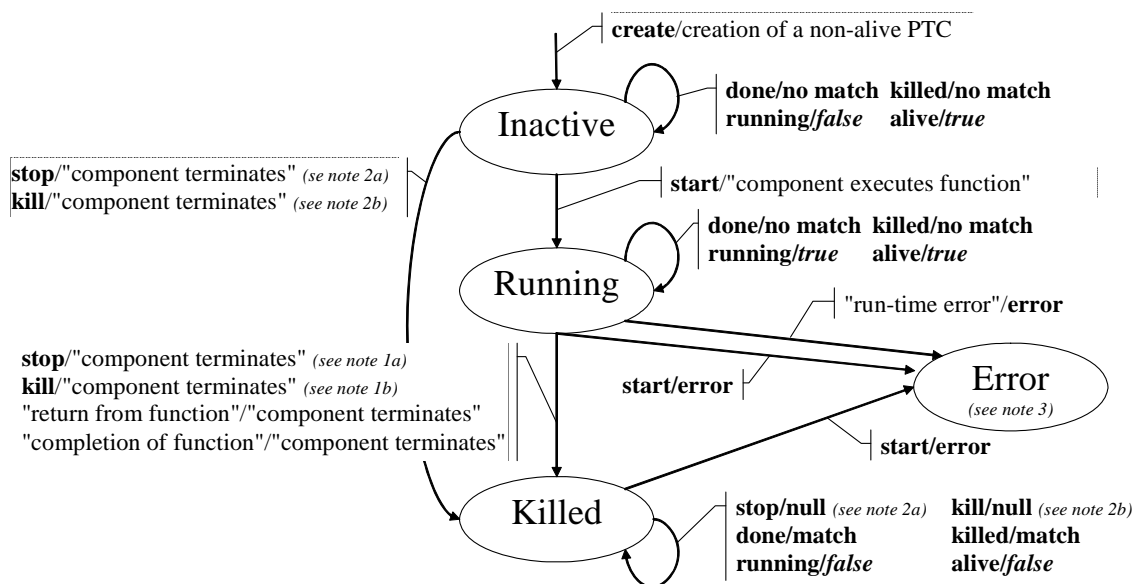 create/creation of a non-alive PTC
done/no match killed/no match
running/false alive/true
Inactive
stop/"component terminates" (se note 2a)
kill/"component terminates" (see note 2b)
start/"component executes function"
done/no match killed/no match
running/true alive/true
Running
"run-time error"/error
stop/"component terminates" (see note 1a)
kill/"component terminates" (see note 1b)
"return from function"/"component terminates"
"completion of function"/"component terminates"
start/error
Error
(see note 3)
start/error
Killed
stop/null (see note 2a) kill/null (see note 2b)
done/match killed/match
running/false alive/false